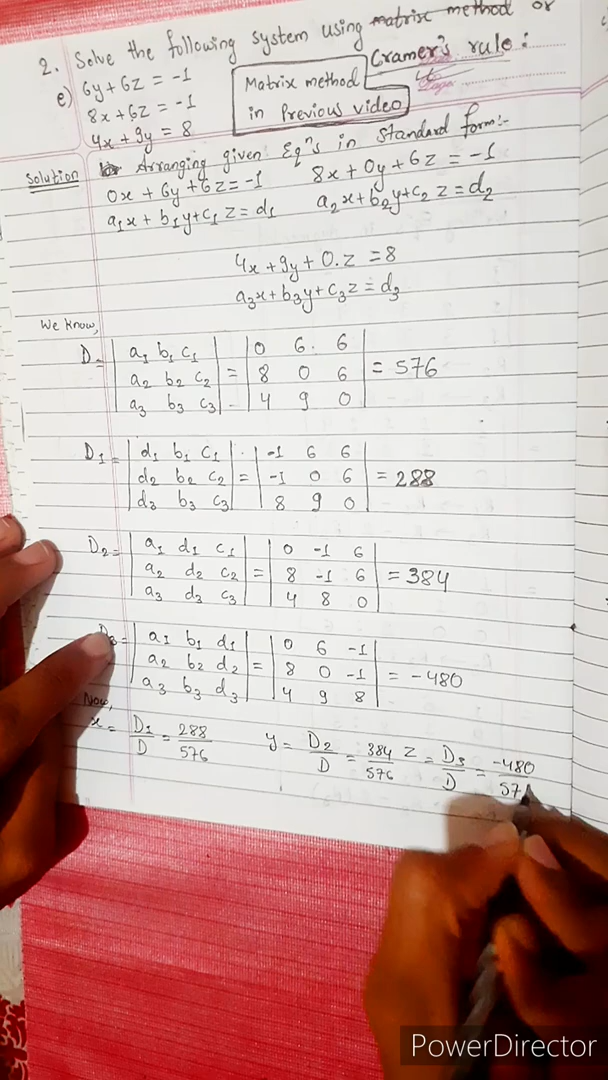 2. Solve the following system using matrix method or
Cramer's rule:
e) 6y + 6z = -1
8x + 6z = -1
4x + 9y = 8
Matrix method
in Previous video
Solution Arranging given Eqⁿs in standard form:-
0x + 6y + 6z = -1 8x + 0y + 6z = -1
a₁x + b₁y + c₁z = d₁ a₂x + b₂y + c₂z = d₂
4x + 9y + 0.z = 8
a₃x + b₃y + c₃z = d₃
We know,
D = | a₁ b₁ c₁ | = | 0 6 6 | = 576
| a₂ b₂ c₂ | | 8 0 6 |
| a₃ b₃ c₃ | | 4 9 0 |
D₁ = | d₁ b₁ c₁ | = | -1 6 6 | = 288
| d₂ b₂ c₂ | | -1 0 6 |
| d₃ b₃ c₃ | | 8 9 0 |
D₂ = | a₁ d₁ c₁ | = | 0 -1 6 | = 384
| a₂ d₂ c₂ | | 8 -1 6 |
| a₃ d₃ c₃ | | 4 8 0 |
D₃ = | a₁ b₁ d₁ | = | 0 6 -1 | = -480
| a₂ b₂ d₂ | | 8 0 -1 |
| a₃ b₃ d₃ | | 4 9 8 |
Now,
x = D₁/D = 288/576 y = D₂/D = 384/576 z = D₃/D = -480/57
PowerDirector